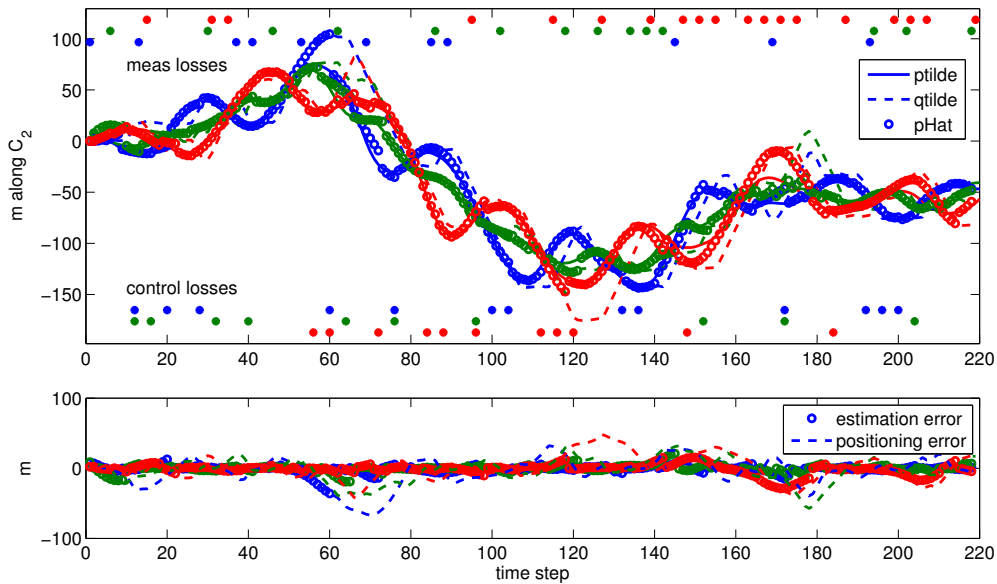 100
50
0
−50
−100
−150
m along C2
meas losses
control losses
ptilde
qtilde
pHat
0 20 40 60 80 100 120 140 160 180 200 220
100
0
−100
m
estimation error
positioning error
0 20 40 60 80 100 120 140 160 180 200 220
time step